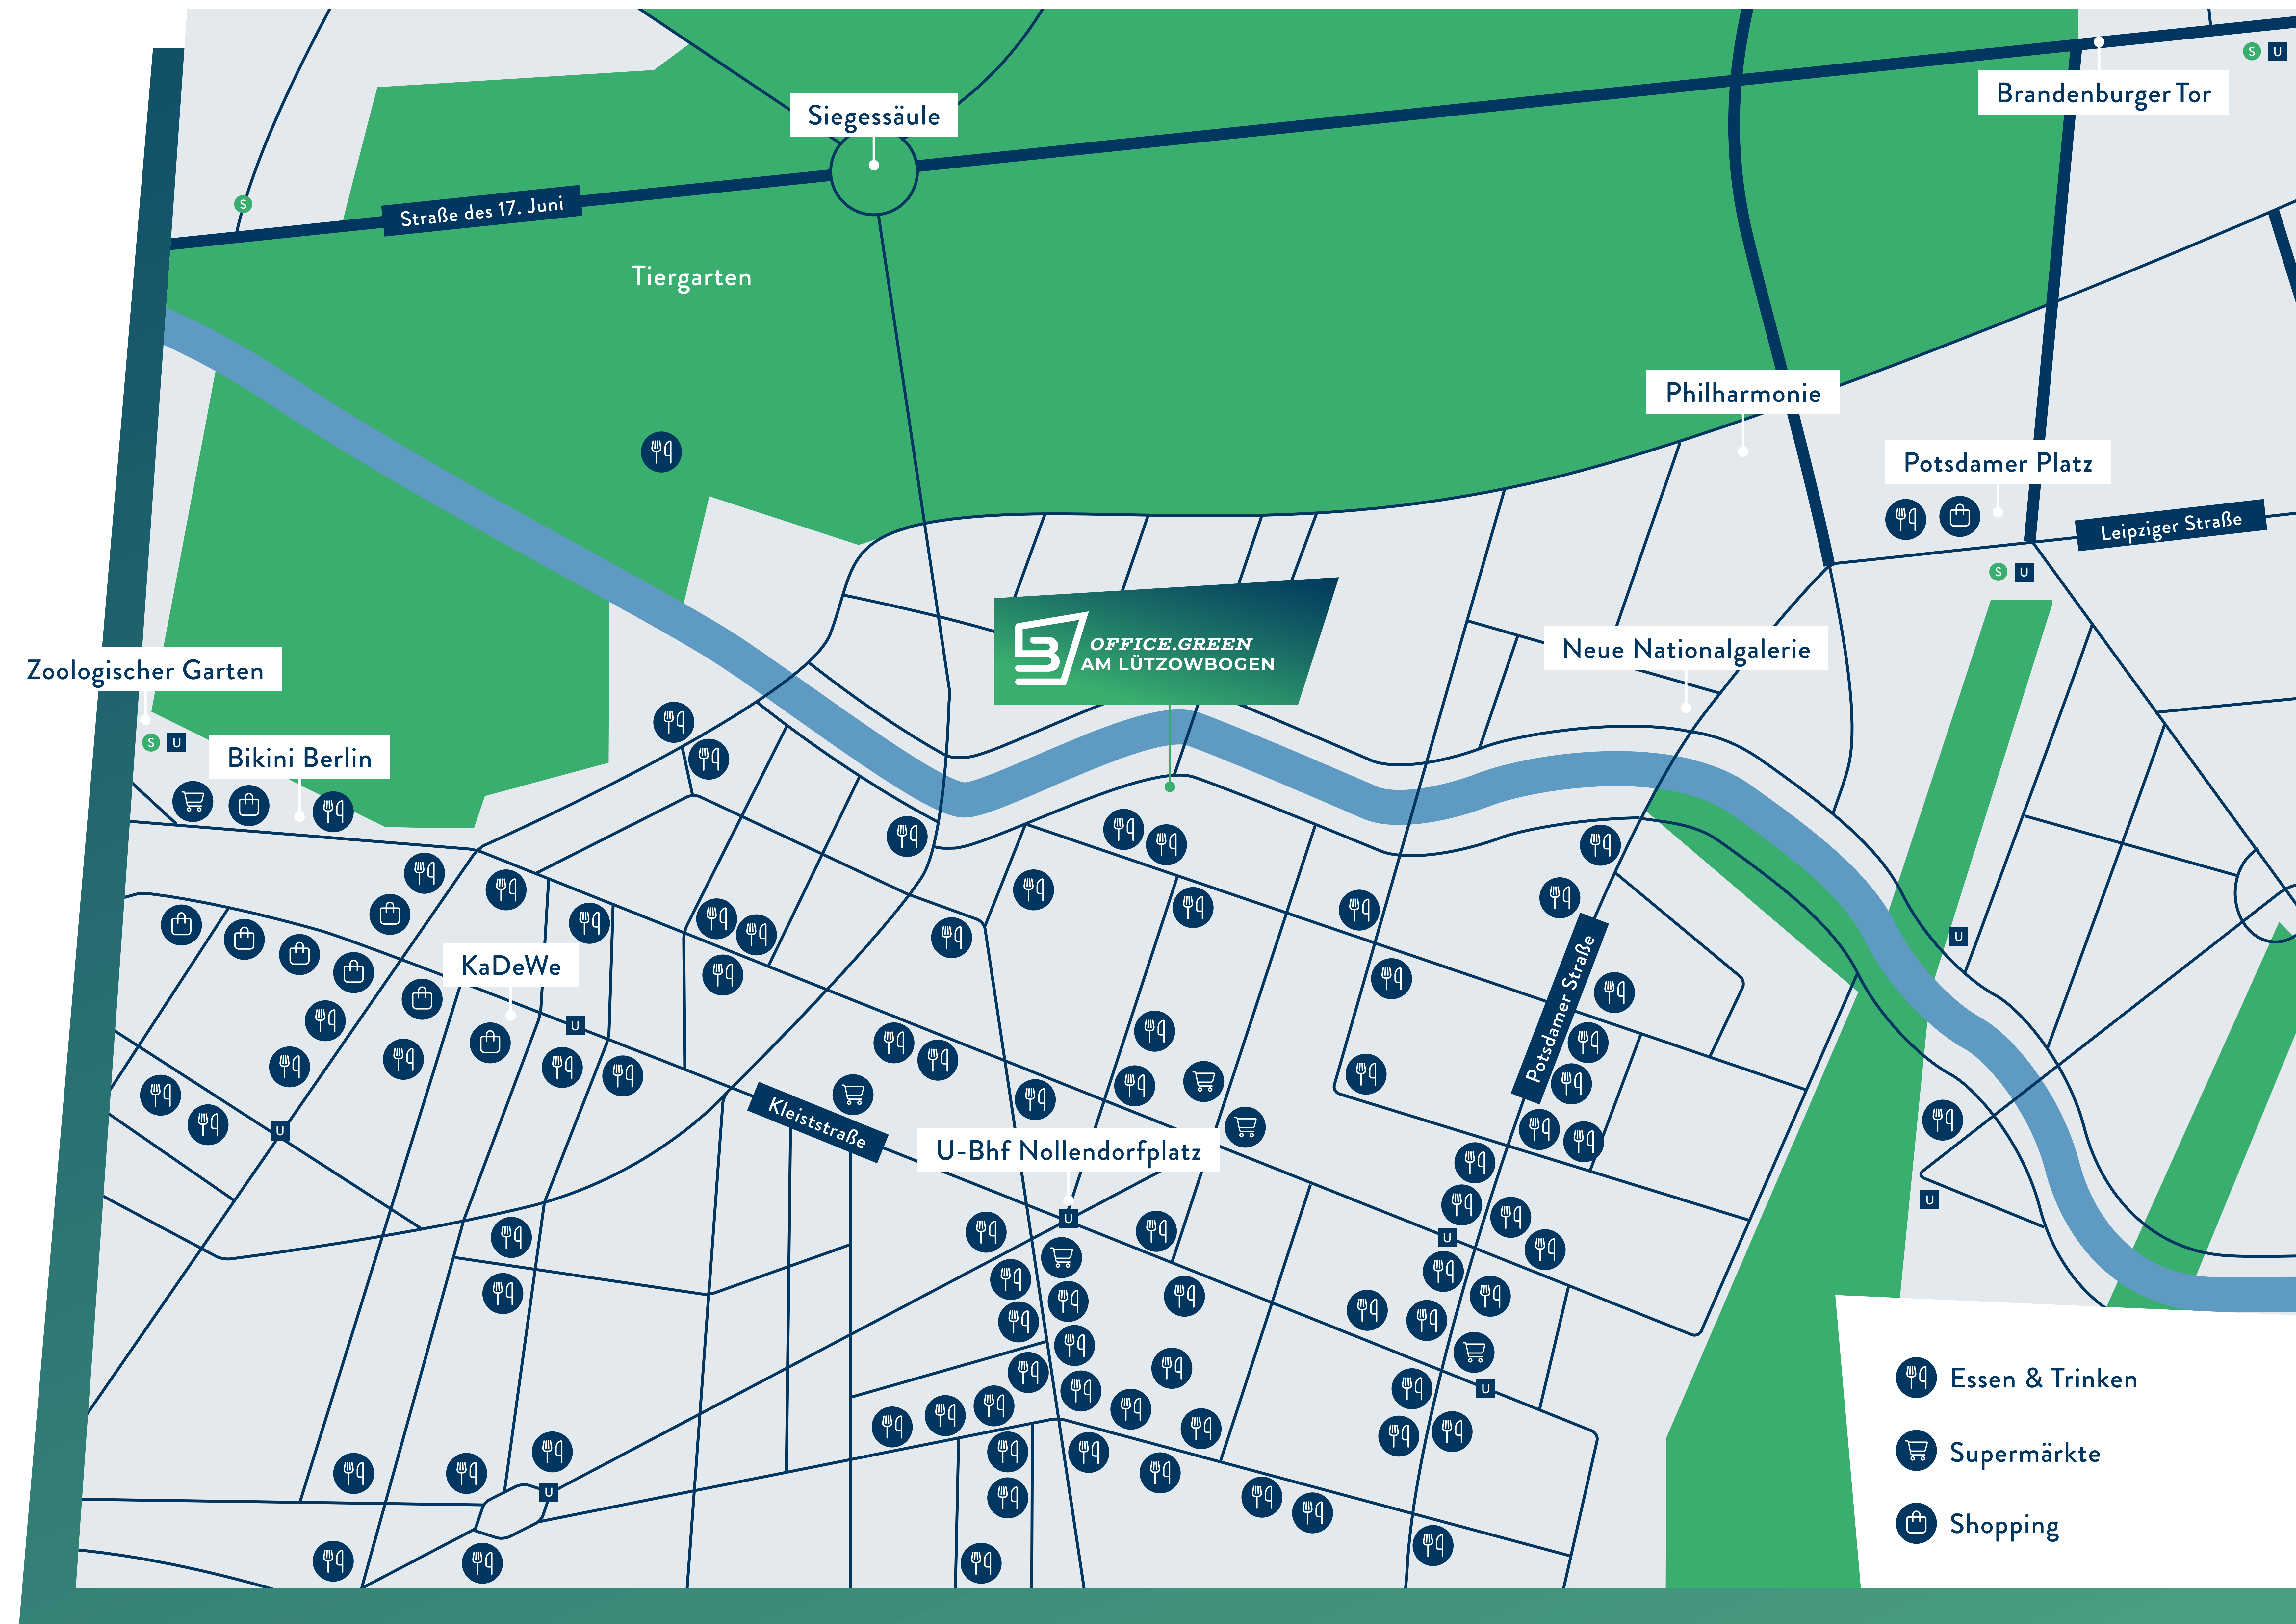 S U
Brandenburger Tor
Siegessäule
S
Straße des 17. Juni
Tiergarten
Philharmonie
Potsdamer Platz
Leipziger Straße
S U
OFFICE.GREEN
AM LÜTZOWBOGEN
Neue Nationalgalerie
Zoologischer Garten
S U
Bikini Berlin
U
KaDeWe
Potsdamer Straße
U
Kleiststraße
U
U-Bhf Nollendorfplatz
U
U
U
U
U
Essen & Trinken
Supermärkte
Shopping